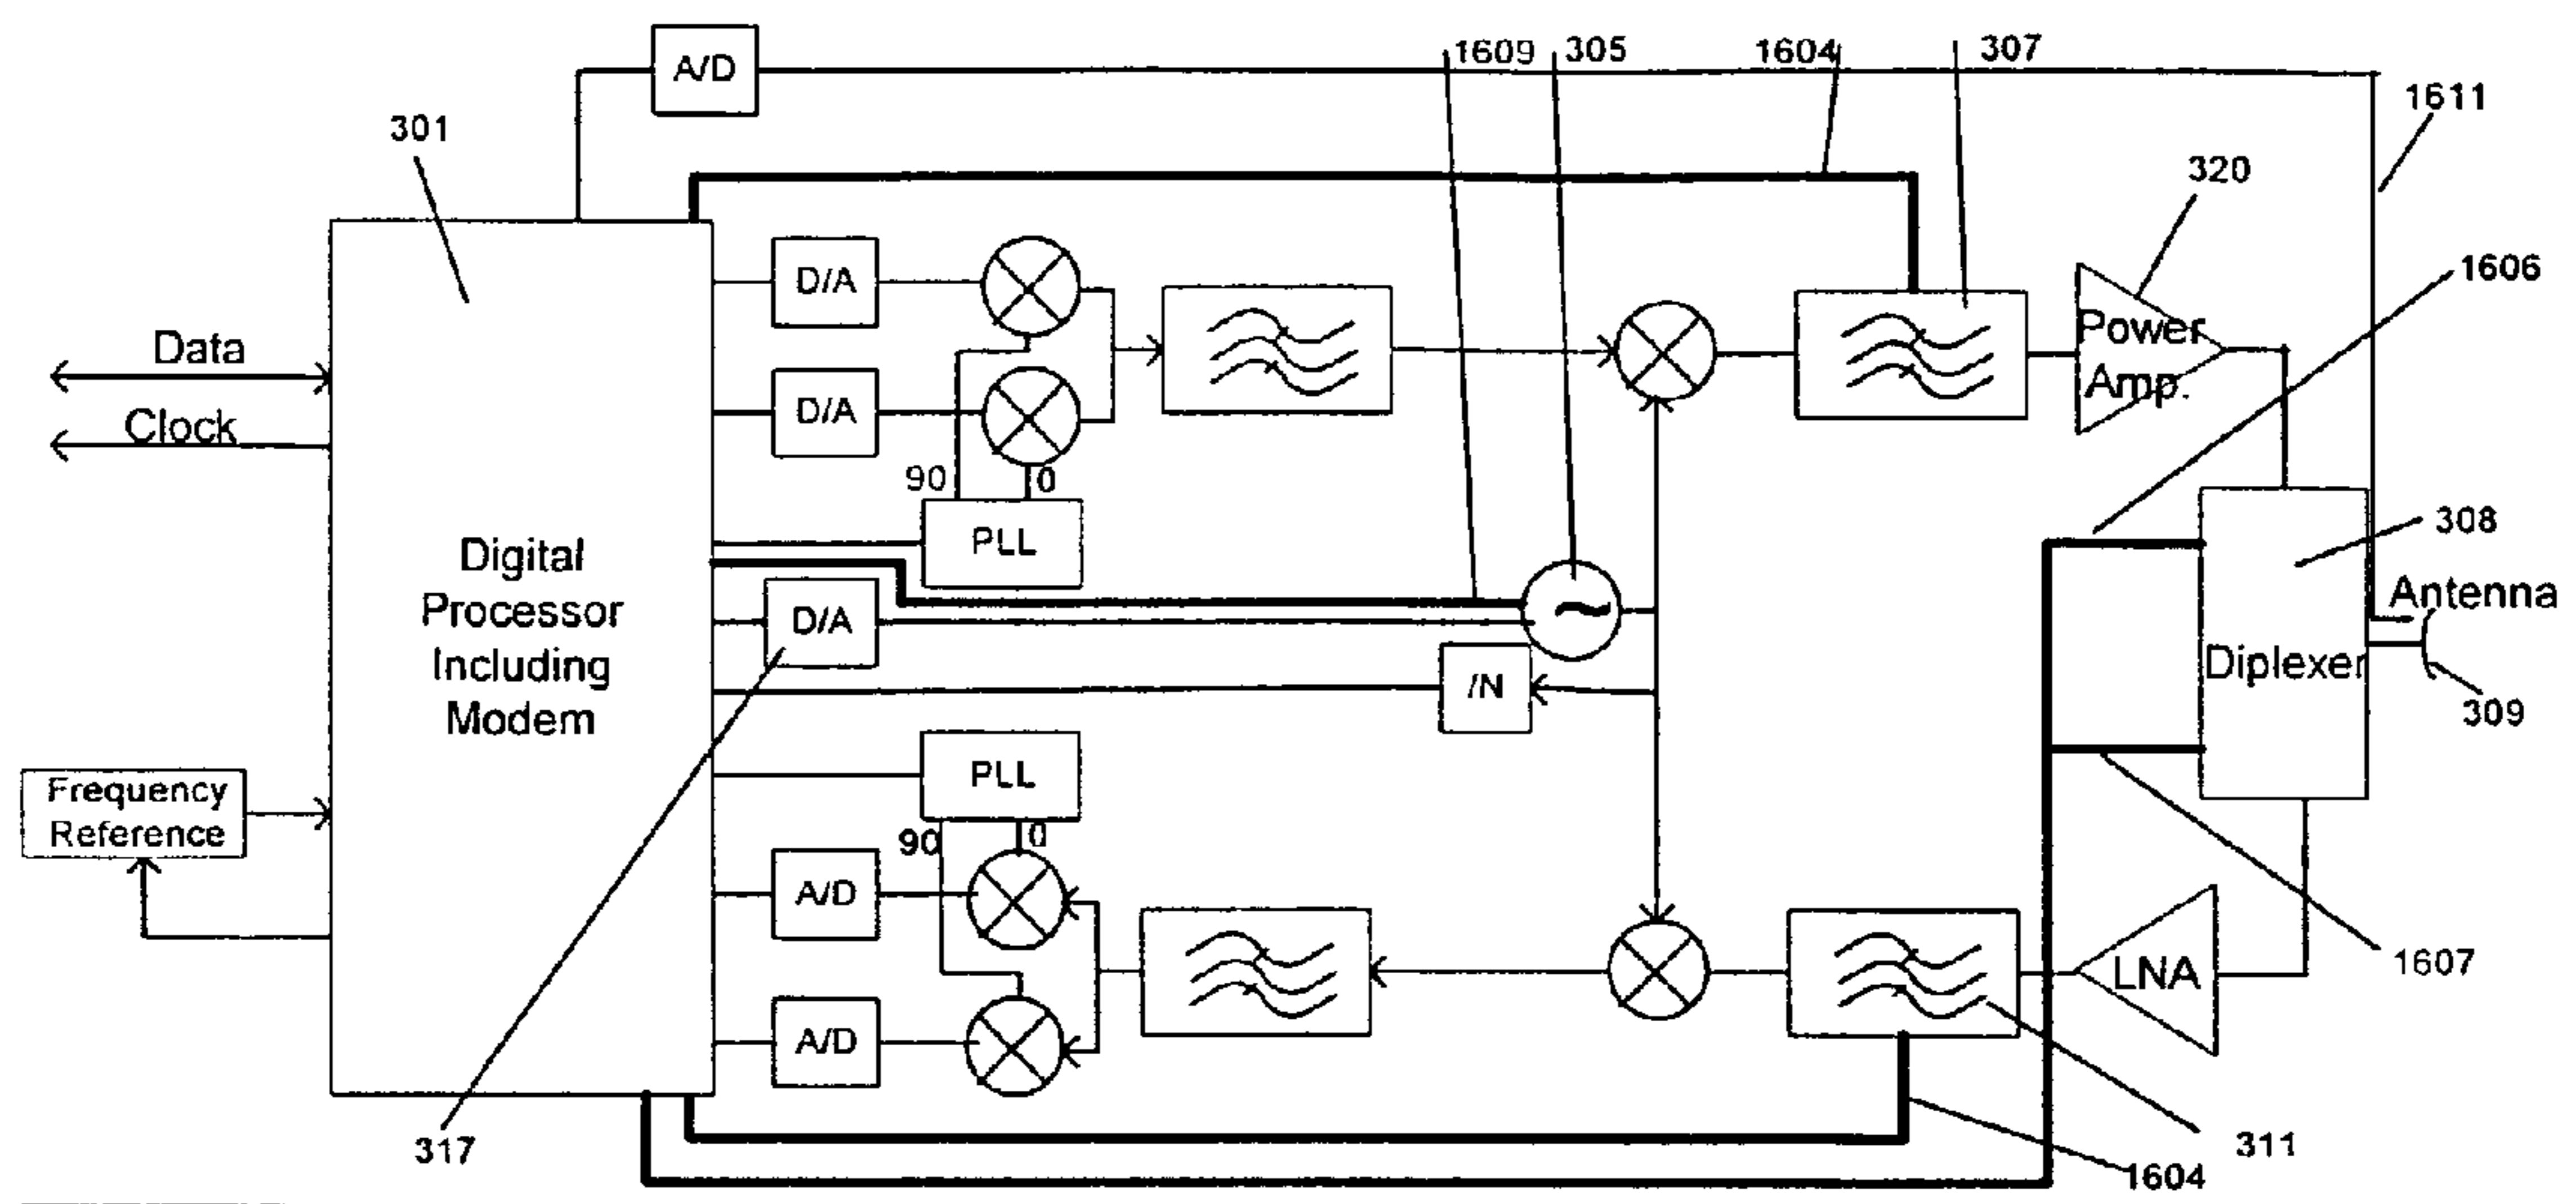 A/D
1609
305
1604
307
1611
301
320
1606
D/A
Power
Amp.
Data
D/A
Clock
90
0
PLL
308
Digital
Processor
Including
Modem
D/A
Antenna
/N
Diplexer
309
PLL
Frequency
Reference
90
0
A/D
1607
LNA
A/D
317
311
1604